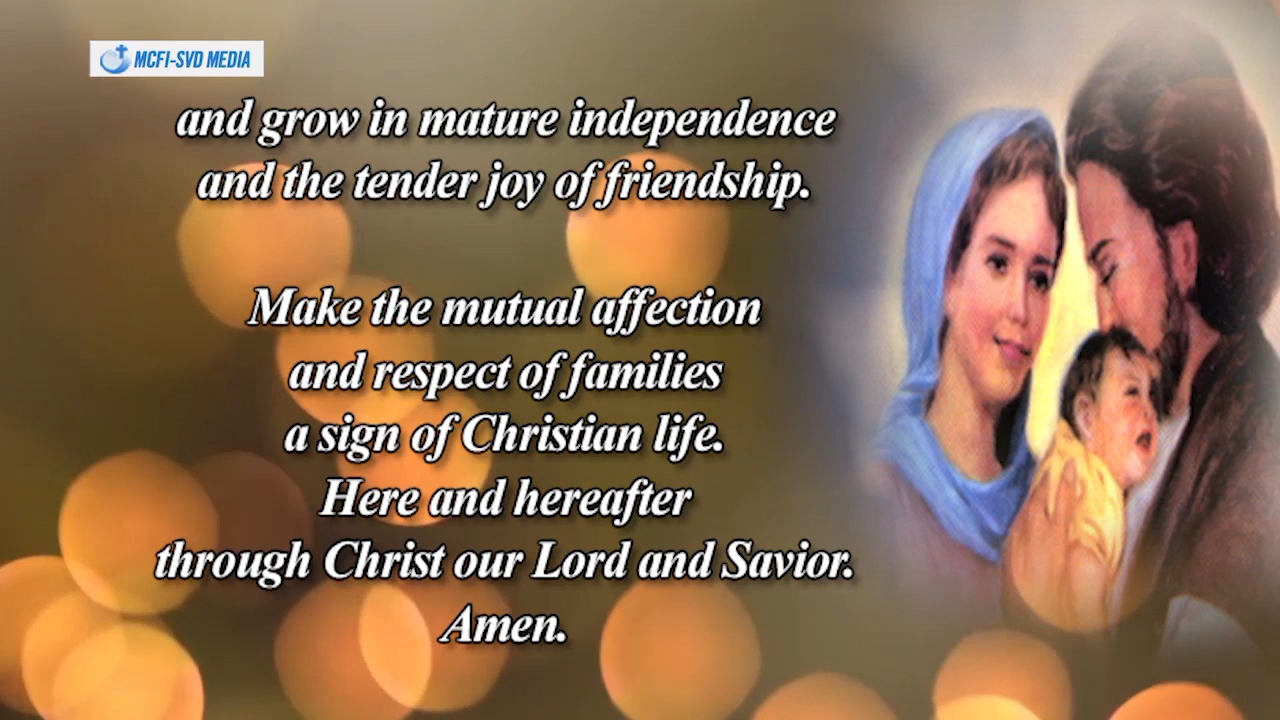 MCFI-SVD MEDIA
and grow in mature independence
and the tender joy of friendship.
Make the mutual affection
and respect of families
a sign of Christian life.
Here and hereafter
through Christ our Lord and Savior.
Amen.